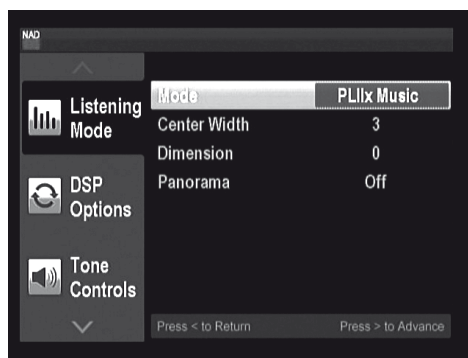 NAD
Listening
Mode
DSP
Options
Tone
Controls
Mode PLIIx Music
Center Width 3
Dimension 0
Panorama Off
Press < to Return Press > to Advance